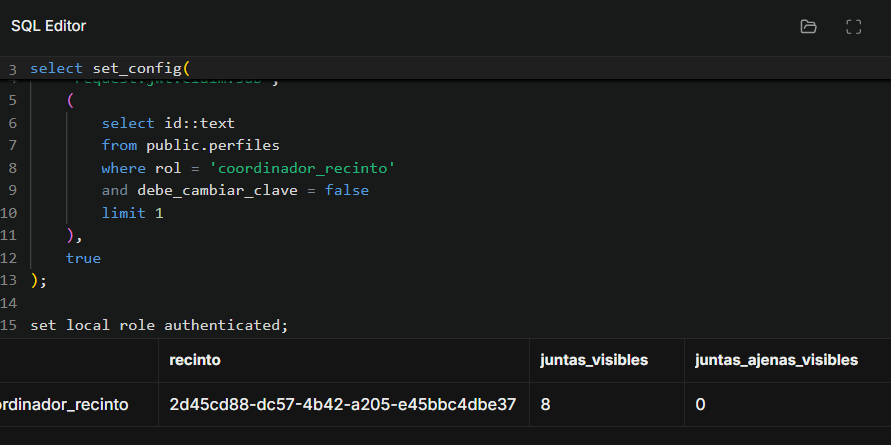 SQL Editor
3 select set_config(
5 (
6 select id::text
7 from public.perfiles
8 where rol = 'coordinador_recinto'
9 and debe_cambiar_clave = false
10 limit 1
11 ),
12 true
13 );
14
15 set local role authenticated;
recinto juntas_visibles juntas_ajenas_visibles
ordinador_recinto 2d45cd88-dc57-4b42-a205-e45bbc4dbe37 8 0